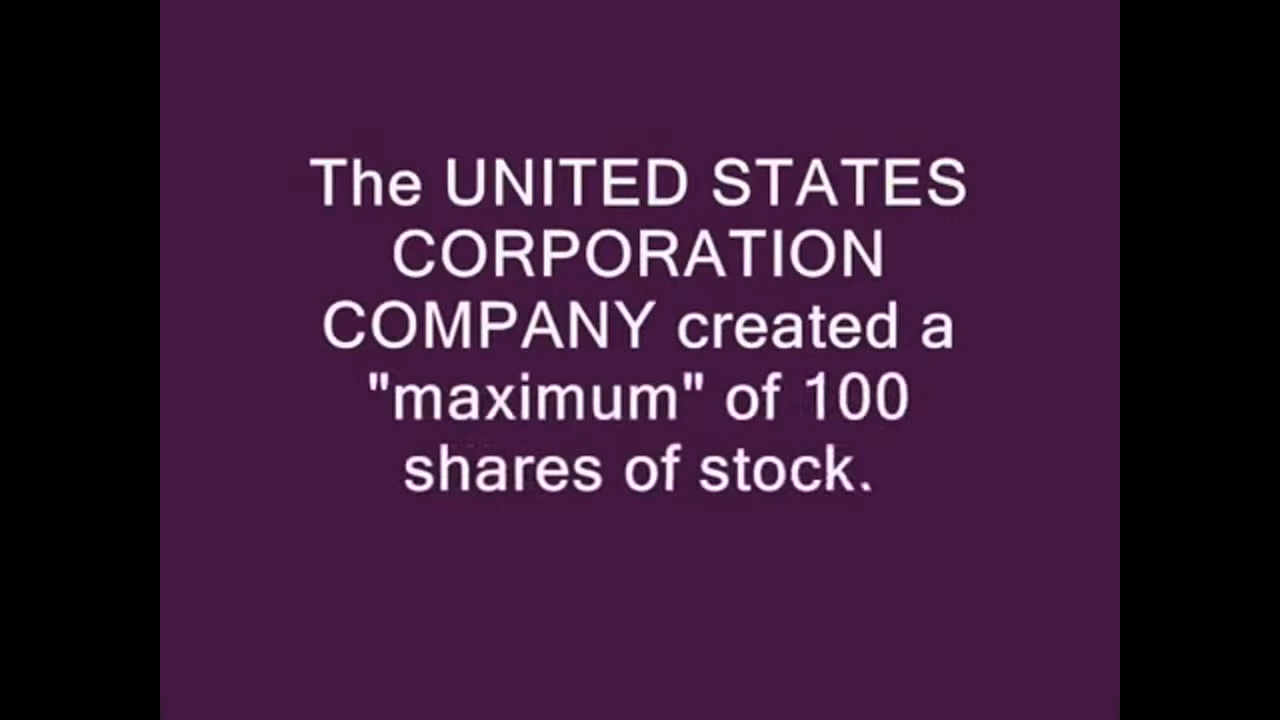 The UNITED STATES
CORPORATION
COMPANY created a
"maximum" of 100
shares of stock.